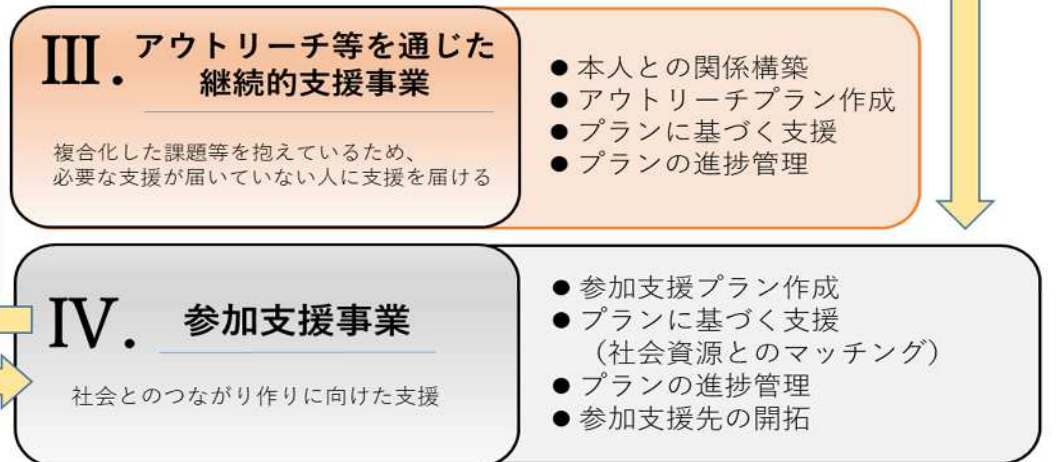 III. アウトリーチ等を通じた
継続的支援事業
複合化した課題等を抱えているため、
必要な支援が届いていない人に支援を届ける
●本人との関係構築
●アウトリーチプラン作成
●プランに基づく支援
●プランの進捗管理
IV. 参加支援事業
社会とのつながり作りに向けた支援
●参加支援プラン作成
●プランに基づく支援
（社会資源とのマッチング）
●プランの進捗管理
●参加支援先の開拓